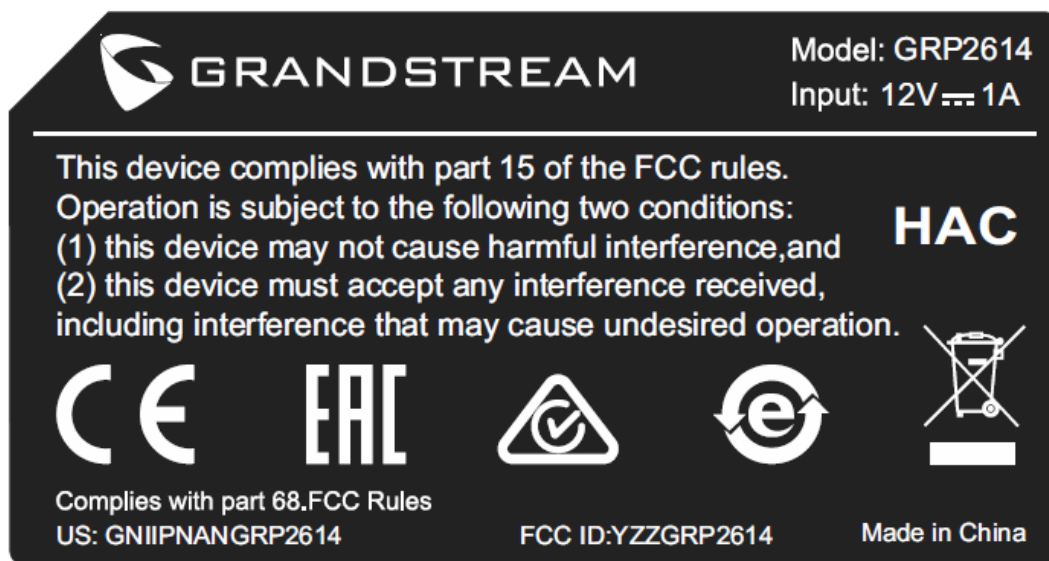 GRANDSTREAM
Model: GRP2614
Input: 12V⎓1A
This device complies with part 15 of the FCC rules.
Operation is subject to the following two conditions:
(1) this device may not cause harmful interference,and
(2) this device must accept any interference received,
including interference that may cause undesired operation.
HAC
CE
EAC
e
Complies with part 68.FCC Rules
US: GNIIPNANGRP2614
FCC ID:YZZGRP2614
Made in China